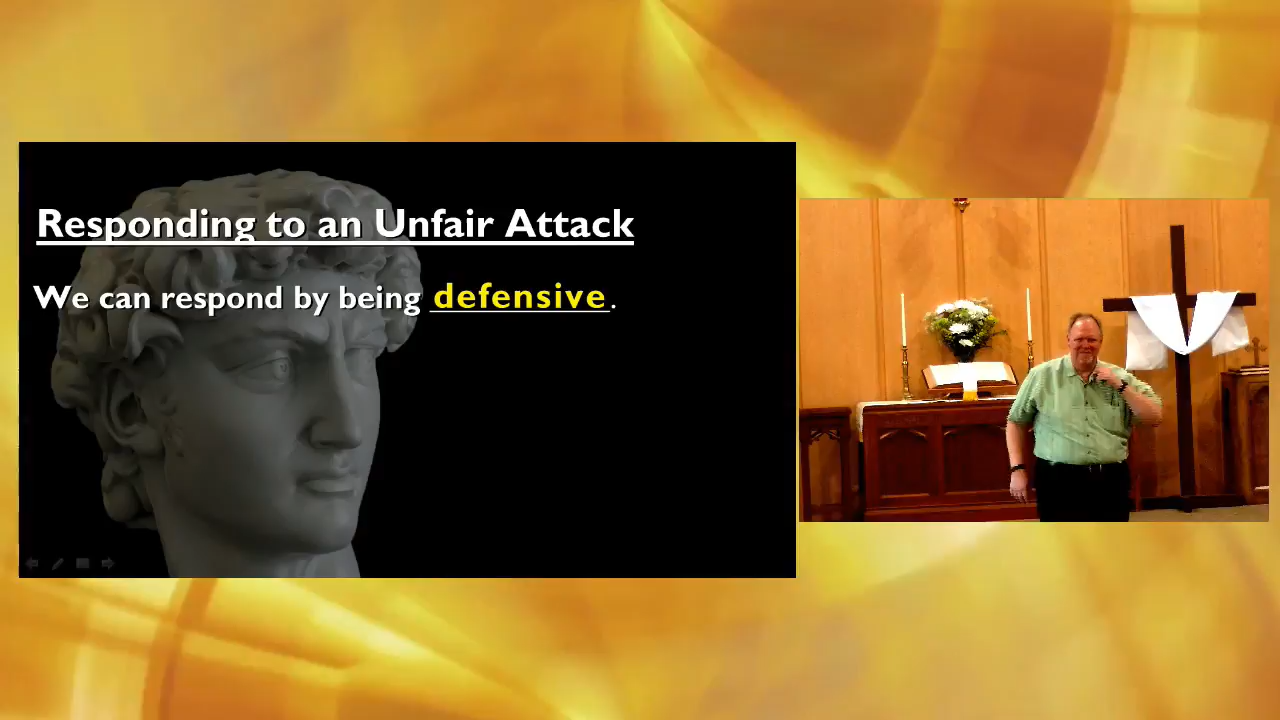 Responding to an Unfair Attack
We can respond by being defensive.